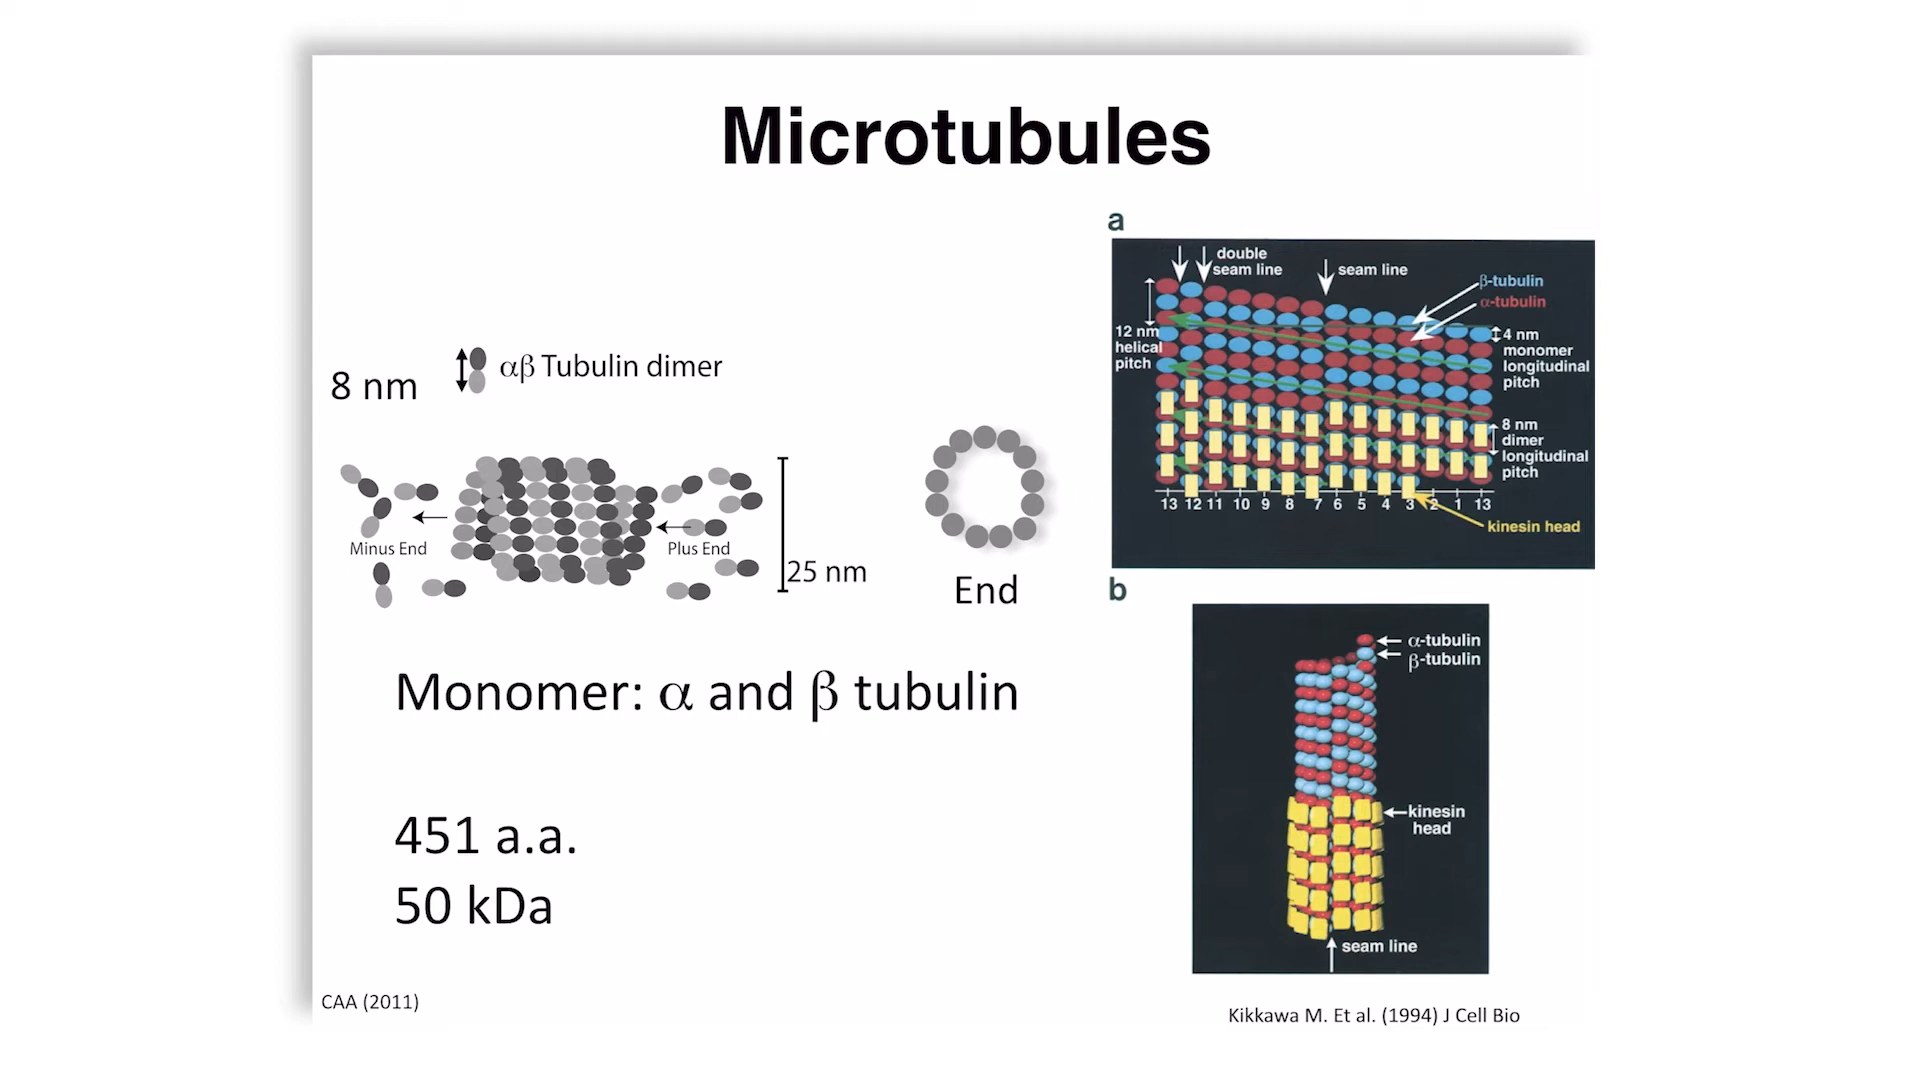 Microtubules
8 nm
αβ Tubulin dimer
Minus End
Plus End
25 nm
End
Monomer: α and β tubulin
451 a.a.
50 kDa
CAA (2011)
a
double
seam line
seam line
β-tubulin
α-tubulin
12 nm
helical
pitch
4 nm
monomer
longitudinal
pitch
8 nm
dimer
longitudinal
pitch
13 12 11 10 9 8 7 6 5 4 3 2 1 13
kinesin head
b
α-tubulin
β-tubulin
kinesin
head
seam line
Kikkawa M. Et al. (1994) J Cell Bio